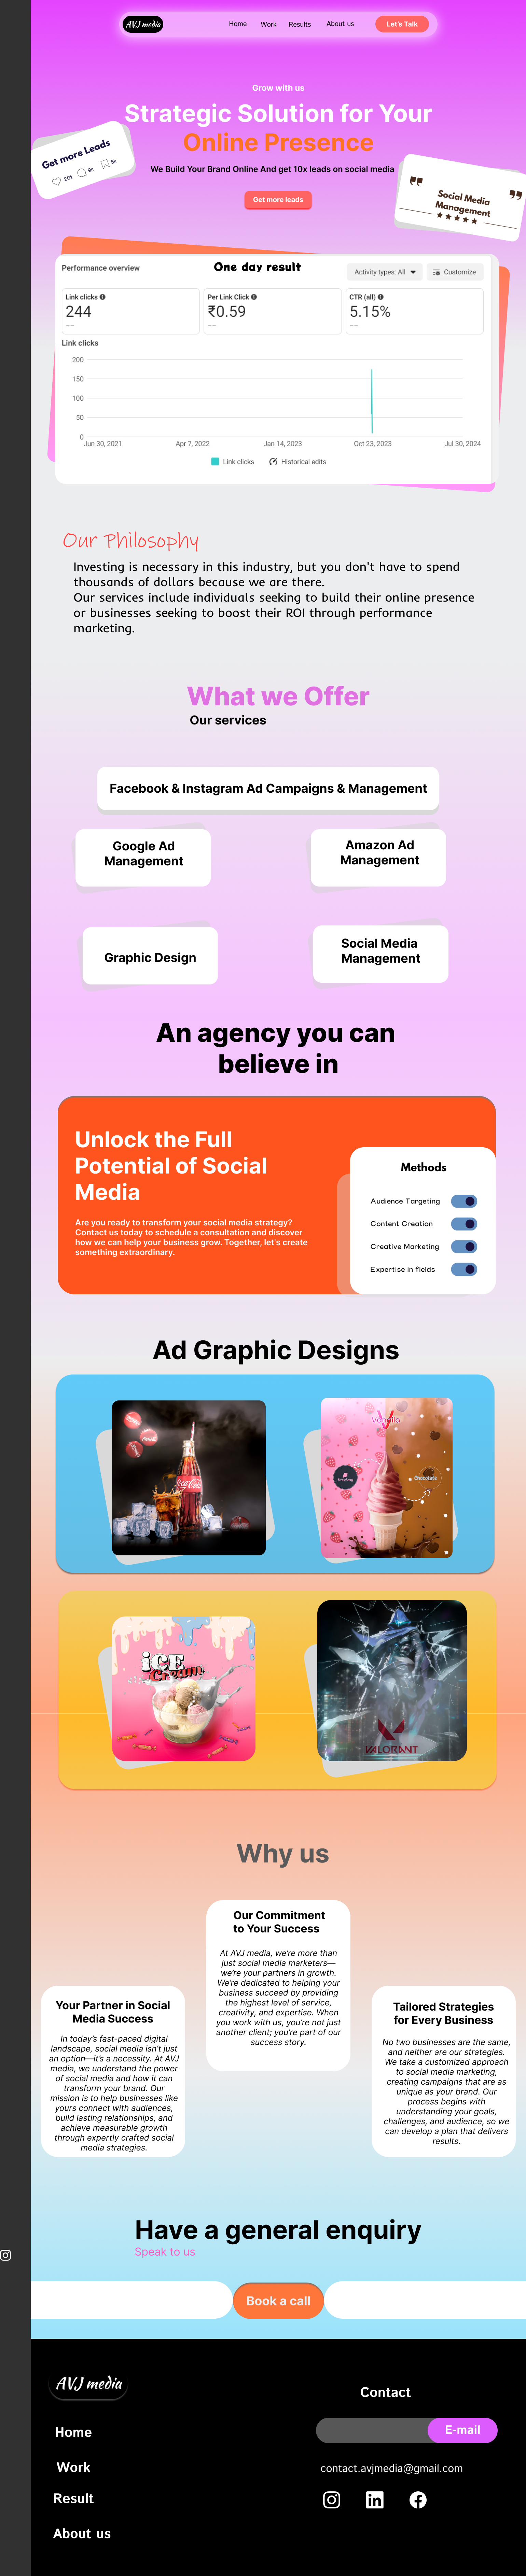 AVJ media
Home
Work
Results
About us
Let's Talk
Grow with us
Strategic Solution for Your
Online Presence
We Build Your Brand Online And get 10x leads on social media
Get more leads
Get more Leads
20k
9k
5k
Social Media
Management
Performance overview
One day result
Activity types: All
Customize
Link clicks
244
--
Per Link Click
₹0.59
--
CTR (all)
5.15%
--
Link clicks
200
150
100
50
0
Jun 30, 2021
Apr 7, 2022
Jan 14, 2023
Oct 23, 2023
Jul 30, 2024
Link clicks
Historical edits
Our Philosophy
Investing is necessary in this industry, but you don't have to spend
thousands of dollars because we are there.
Our services include individuals seeking to build their online presence
or businesses seeking to boost their ROI through performance
marketing.
What we Offer
Our services
Facebook & Instagram Ad Campaigns & Management
Google Ad
Management
Amazon Ad
Management
Graphic Design
Social Media
Management
An agency you can
believe in
Unlock the Full
Potential of Social
Media
Are you ready to transform your social media strategy?
Contact us today to schedule a consultation and discover
how we can help your business grow. Together, let's create
something extraordinary.
Methods
Audience Targeting
Content Creation
Creative Marketing
Expertise in fields
Ad Graphic Designs
Coca-Cola
Vanilla
Strawberry
Chocolate
ICE
Cream
VALORANT
Why us
Our Commitment
to Your Success
At AVJ media, we're more than
just social media marketers—
we're your partners in growth.
We're dedicated to helping your
business succeed by providing
the highest level of service,
creativity, and expertise. When
you work with us, you're not just
another client; you're part of our
success story.
Your Partner in Social
Media Success
In today's fast-paced digital
landscape, social media isn't just
an option—it's a necessity. At AVJ
media, we understand the power
of social media and how it can
transform your brand. Our
mission is to help businesses like
yours connect with audiences,
build lasting relationships, and
achieve measurable growth
through expertly crafted social
media strategies.
Tailored Strategies
for Every Business
No two businesses are the same,
and neither are our strategies.
We take a customized approach
to social media marketing,
creating campaigns that are as
unique as your brand. Our
process begins with
understanding your goals,
challenges, and audience, so we
can develop a plan that delivers
results.
Have a general enquiry
Speak to us
Book a call
AVJ media
Home
Work
Result
About us
Contact
E-mail
contact.avjmedia@gmail.com